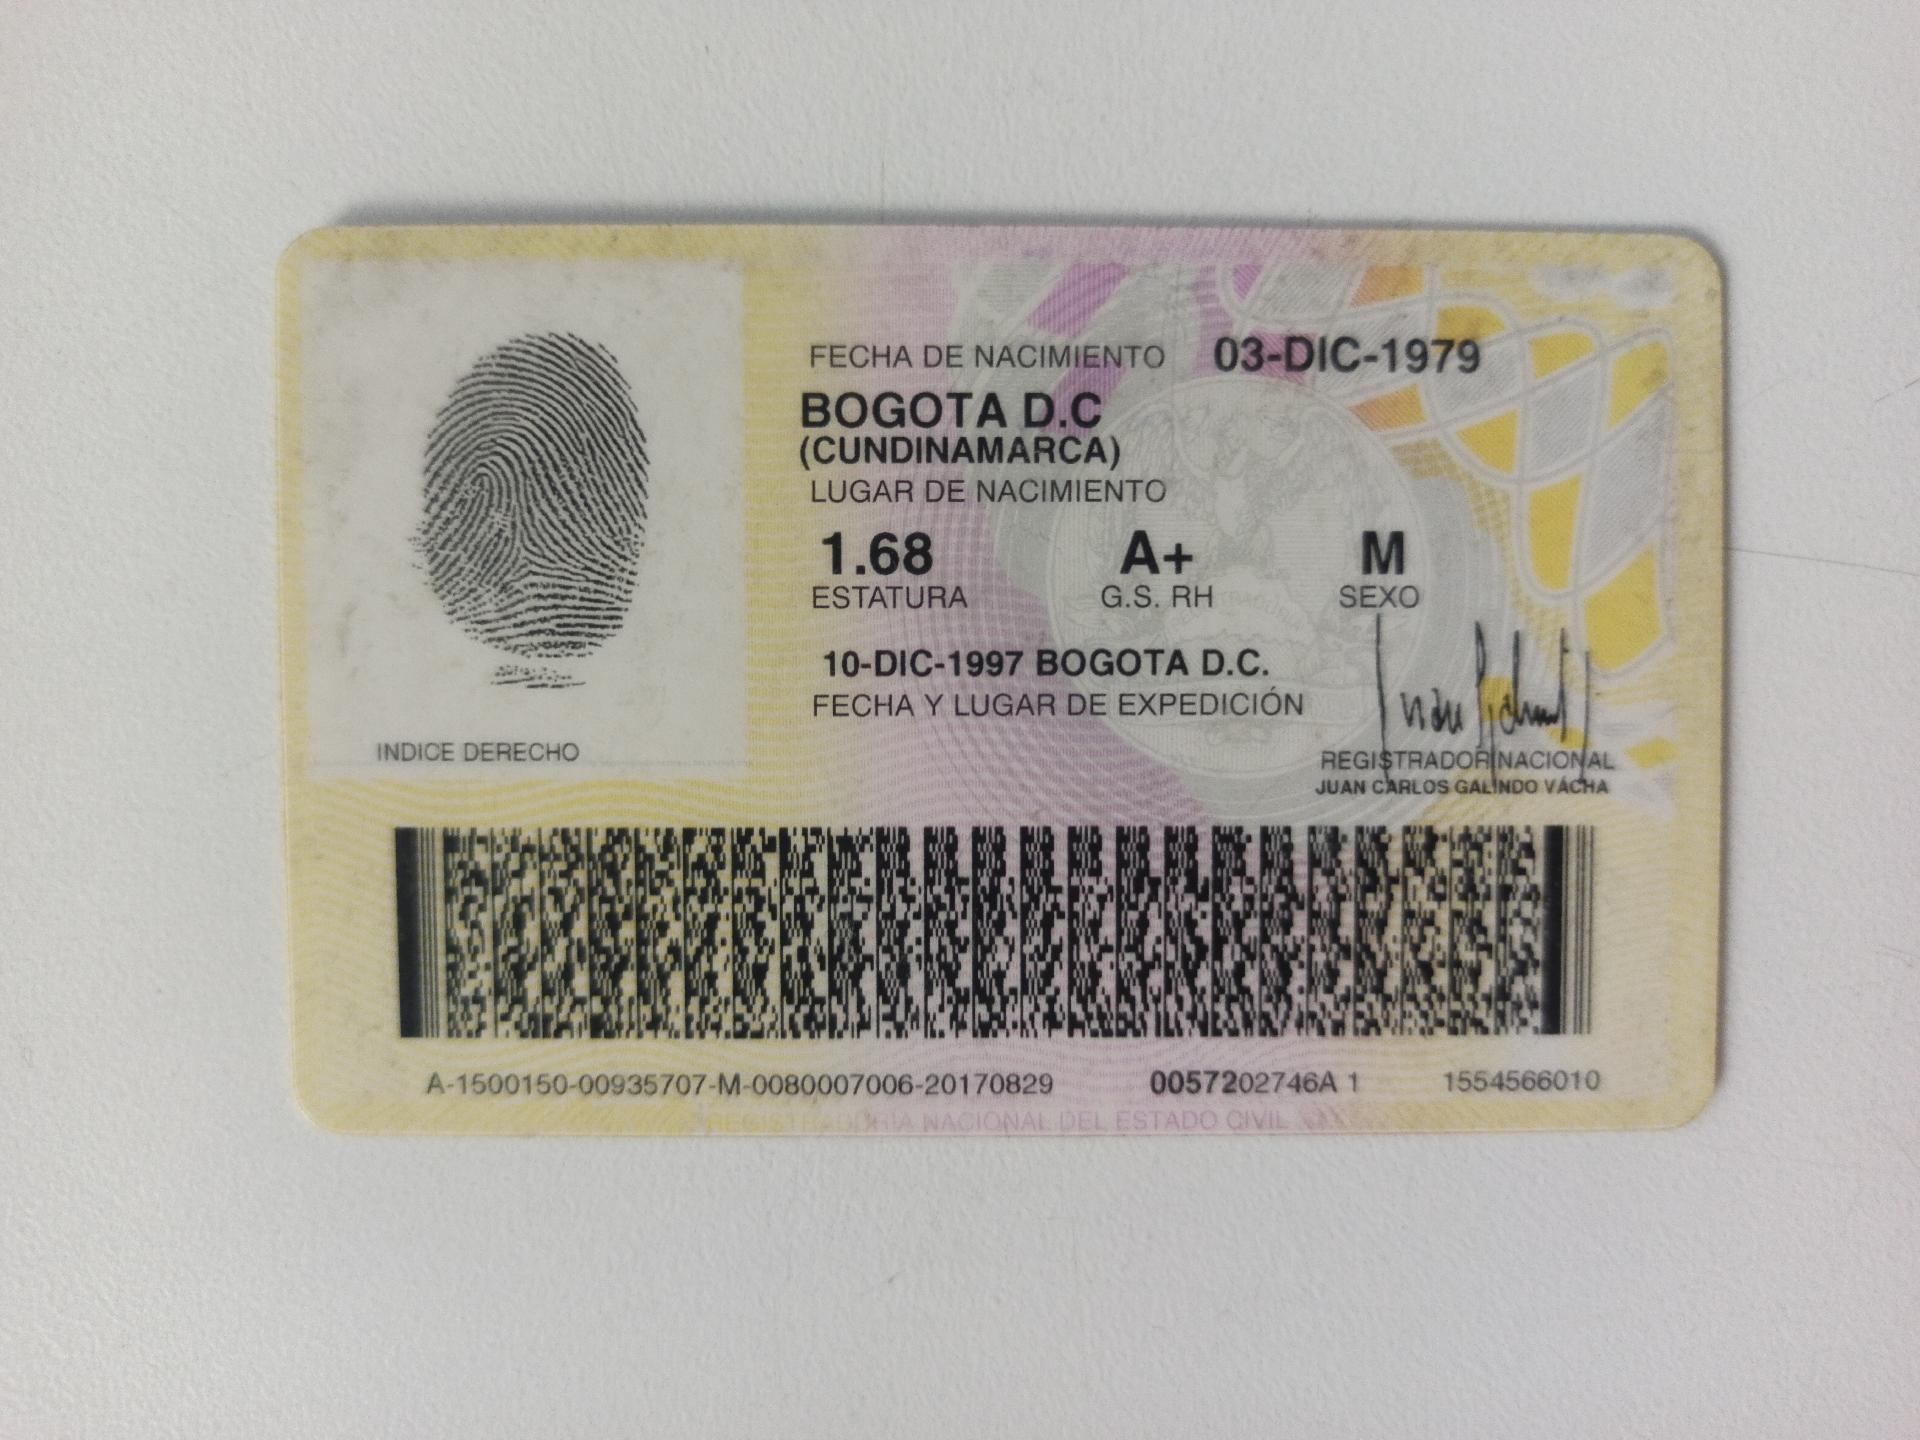 FECHA DE NACIMIENTO 03-DIC-1979
BOGOTA D.C
(CUNDINAMARCA)
LUGAR DE NACIMIENTO
1.68 A+ M
ESTATURA G.S. RH SEXO
10-DIC-1997 BOGOTA D.C.
FECHA Y LUGAR DE EXPEDICIÓN
INDICE DERECHO
REGISTRADOR NACIONAL
JUAN CARLOS GALINDO VÁCHA
A-1500150-00935707-M-0080007006-20170829 0057202746A 1 1554566010
REGISTRADURIA NACIONAL DEL ESTADO CIVIL